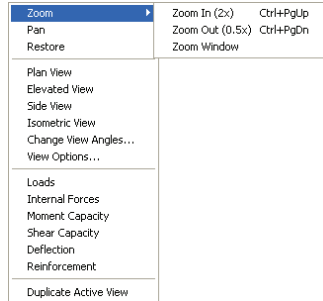 Zoom
Zoom In (2x) Ctrl+PgUp
Pan
Zoom Out (0.5x) Ctrl+PgDn
Restore
Zoom Window
Plan View
Elevated View
Side View
Isometric View
Change View Angles...
View Options...
Loads
Internal Forces
Moment Capacity
Shear Capacity
Deflection
Reinforcement
Duplicate Active View